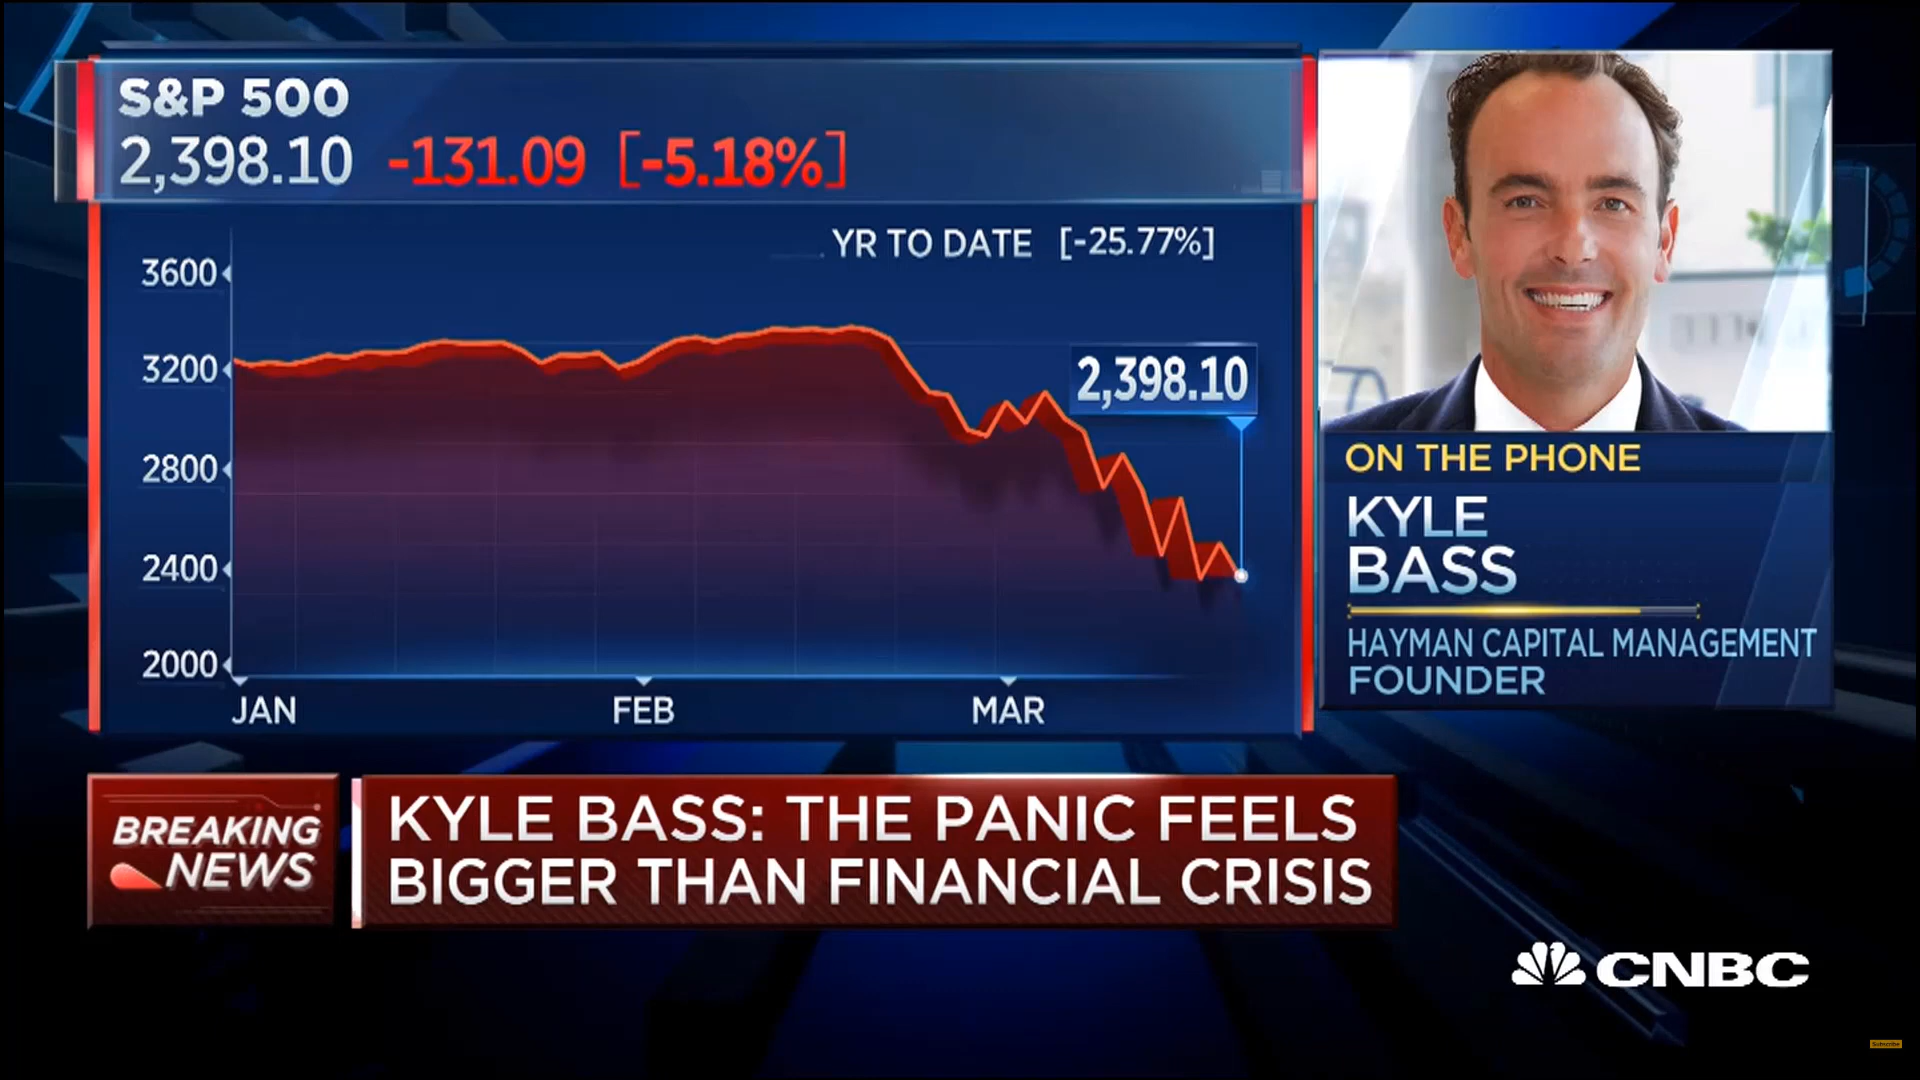 S&P 500
2,398.10 -131.09 [-5.18%]
YR TO DATE [-25.77%]
3600
3200
2800
2400
2000
2,398.10
JAN FEB MAR
ON THE PHONE
KYLE
BASS
HAYMAN CAPITAL MANAGEMENT
FOUNDER
BREAKING
NEWS
KYLE BASS: THE PANIC FEELS
BIGGER THAN FINANCIAL CRISIS
CNBC
Subscribe